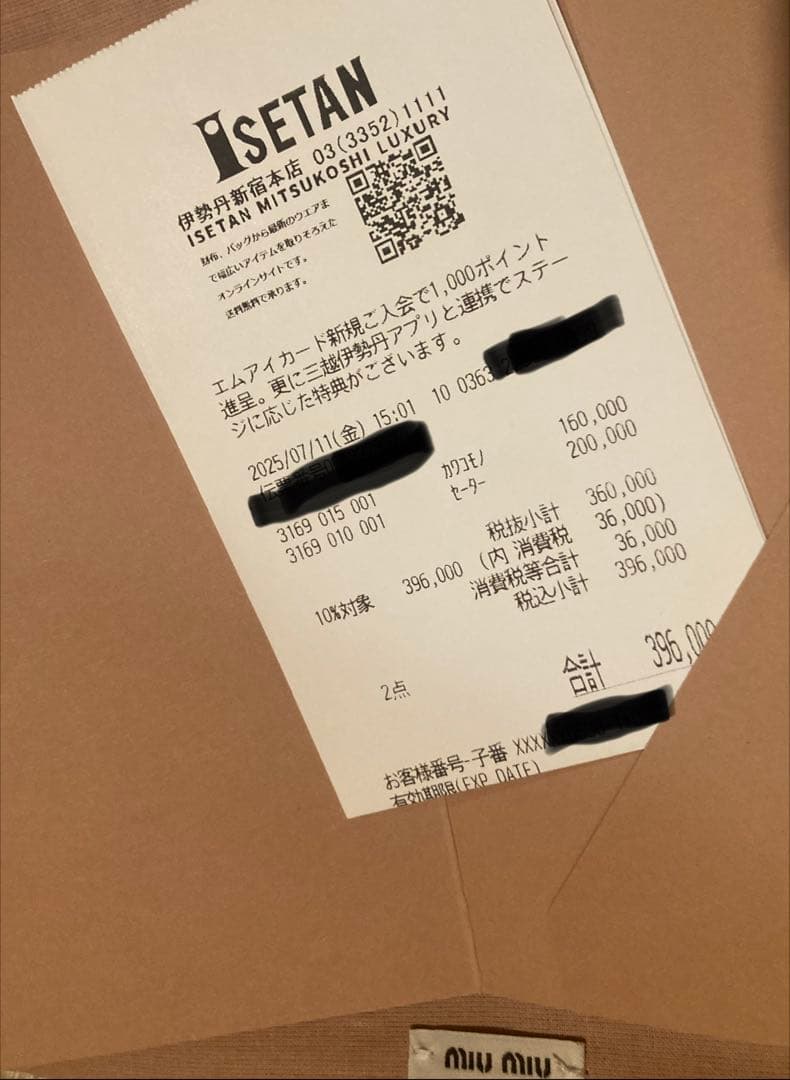 ISETAN
伊勢丹新宿本店 03(3352)1111
ISETAN MITSUKOSHI LUXURY
財布、バッグから最新のウエアま
で幅広いアイテムを取りそろえた
オンラインサイトです。
送料無料で承ります。
エムアイカード新規ご入会で1,000ポイント
進呈。更に三越伊勢丹アプリと連携でステー
ジに応じた特典がございます。
2025/07/11(金) 15:01 10 0363
3169 015 001 カワコモノ 160,000
3169 010 001 セーター 200,000
税抜小計 360,000
10%対象 396,000 (内 消費税 36,000)
消費税等合計 36,000
税込小計 396,000
2点 合計 396,000
お客様番号-子番 XXXX
有効期限(EXP DATE)
miu miu